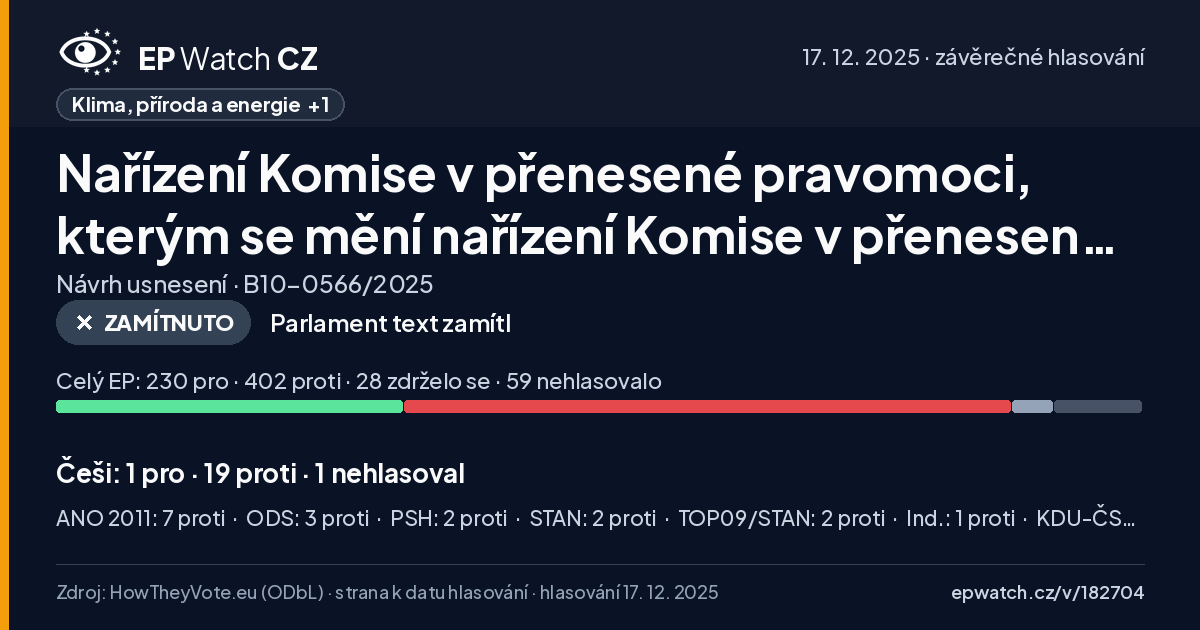 EP Watch CZ
17. 12. 2025 · závěrečné hlasování
Klima, příroda a energie +1
Nařízení Komise v přenesené pravomoci,
kterým se mění nařízení Komise v přenesen…
Návrh usnesení · B10–0566/2025
× ZAMÍTNUTO Parlament text zamítl
Celý EP: 230 pro · 402 proti · 28 zdrželo se · 59 nehlasovalo
Češi: 1 pro · 19 proti · 1 nehlasoval
ANO 2011: 7 proti · ODS: 3 proti · PSH: 2 proti · STAN: 2 proti · TOP09/STAN: 2 proti · Ind.: 1 proti · KDU-ČS…
Zdroj: HowTheyVote.eu (ODbL) · strana k datu hlasování · hlasování 17. 12. 2025
epwatch.cz/v/182704